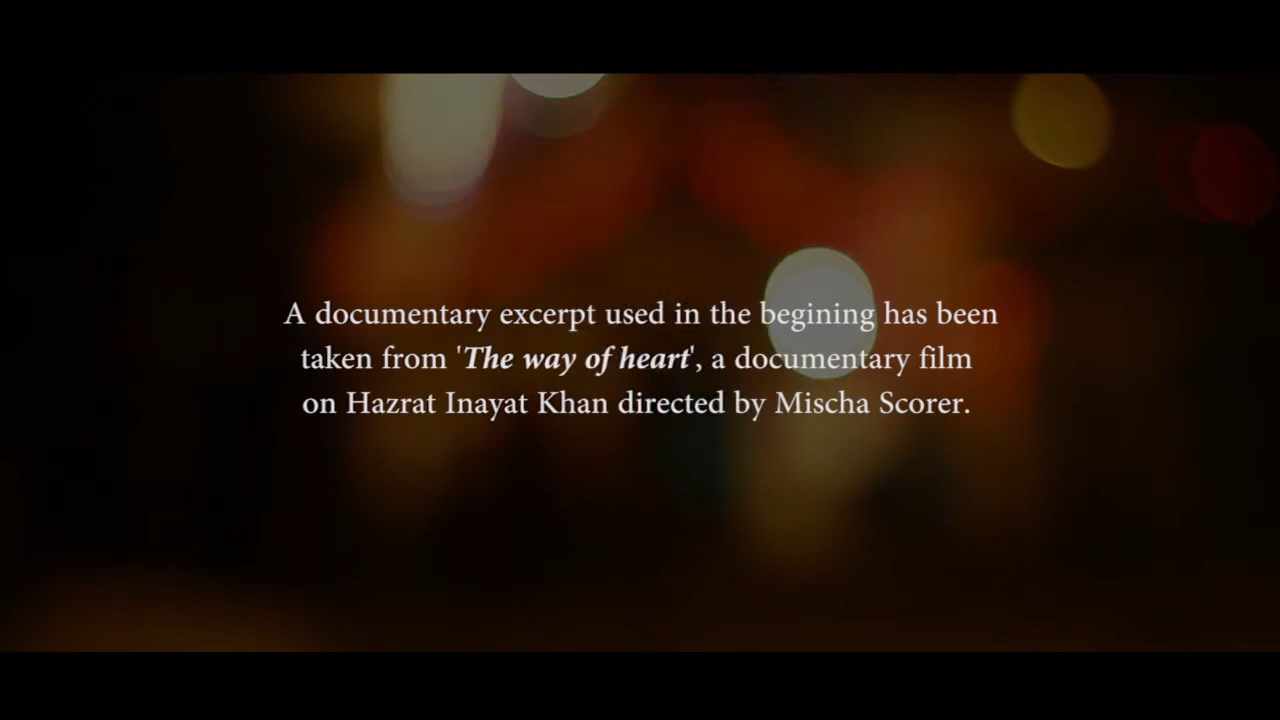 A documentary excerpt used in the begining has been
taken from 'The way of heart', a documentary film
on Hazrat Inayat Khan directed by Mischa Scorer.